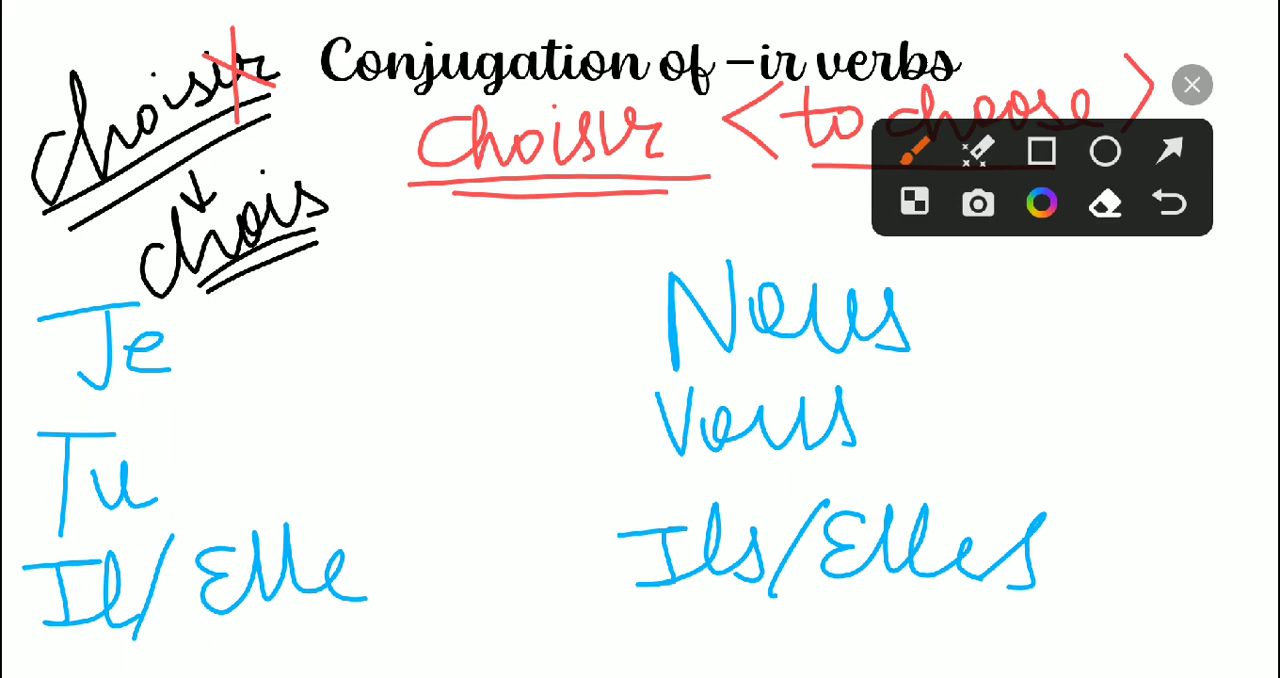 Conjugation of -ir verbs
choisir
choisir <to choose>
chois
Je
Nous
Tu
Vous
Il/Elle
Ils/Elles